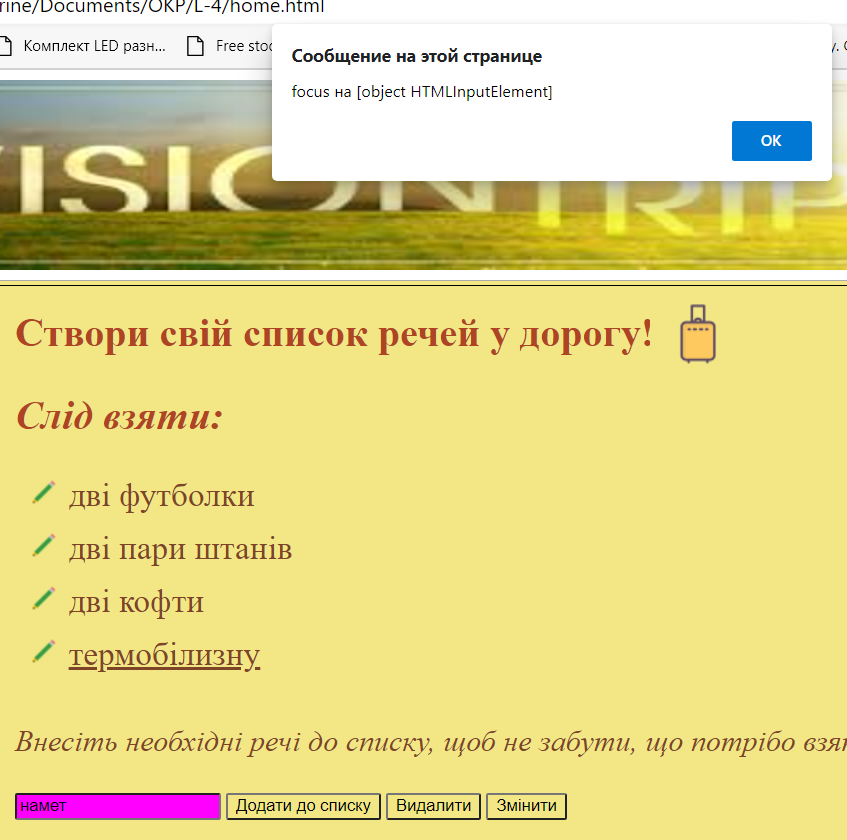 rine/Documents/OKP/L-4/home.html
Комплект LED разн...
Free stoc
Сообщение на этой странице
focus на [object HTMLInputElement]
OK
ISION TRIP
Створи свій список речей у дорогу!
Слід взяти:
дві футболки
дві пари штанів
дві кофти
термобілизну
Внесіть необхідні речі до списку, щоб не забути, що потрібо взя
намет Додати до списку Видалити Змінити